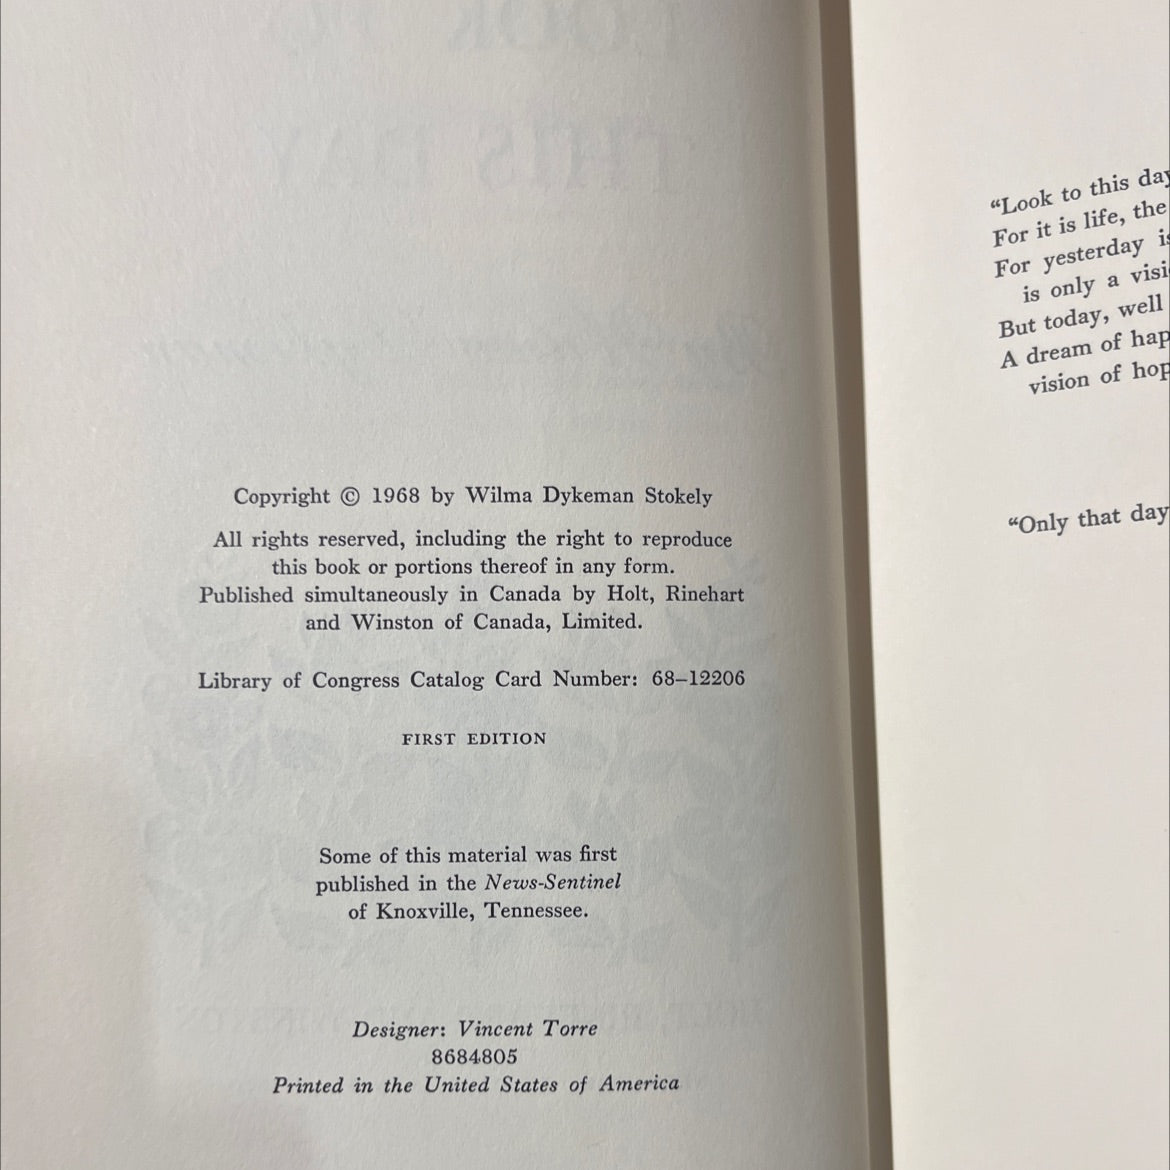 Copyright © 1968 by Wilma Dykeman Stokely
All rights reserved, including the right to reproduce
this book or portions thereof in any form.
Published simultaneously in Canada by Holt, Rinehart
and Winston of Canada, Limited.
Library of Congress Catalog Card Number: 68–12206
FIRST EDITION
Some of this material was first
published in the News-Sentinel
of Knoxville, Tennessee.
Designer: Vincent Torre
8684805
Printed in the United States of America
“Look to this day
For it is life, the
For yesterday is
is only a visi
But today, well
A dream of hap
vision of hop
“Only that day